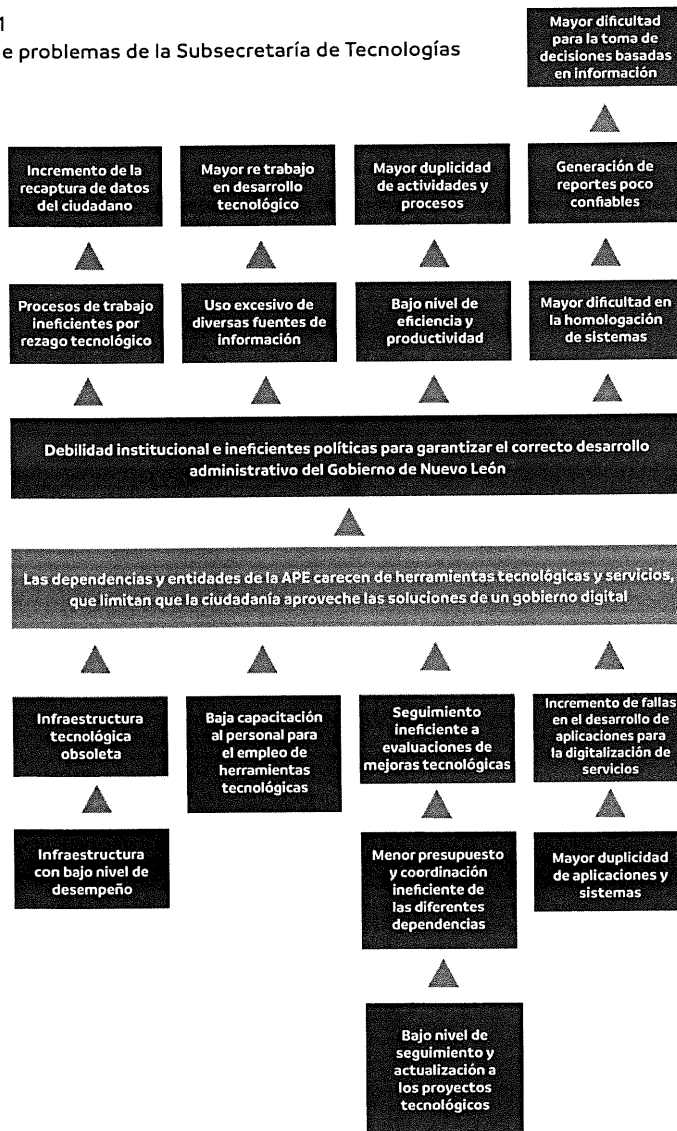 1
e problemas de la Subsecretaría de Tecnologías
Mayor dificultad
para la toma de
decisiones basadas
en información
Incremento de la
recaptura de datos
del ciudadano
Mayor re trabajo
en desarrollo
tecnológico
Mayor duplicidad
de actividades y
procesos
Generación de
reportes poco
confiables
Procesos de trabajo
ineficientes por
rezago tecnológico
Uso excesivo de
diversas fuentes de
información
Bajo nivel de
eficiencia y
productividad
Mayor dificultad en
la homologación
de sistemas
Debilidad institucional e ineficientes políticas para garantizar el correcto desarrollo
administrativo del Gobierno de Nuevo León
Las dependencias y entidades de la APE carecen de herramientas tecnológicas y servicios,
que limitan que la ciudadanía aproveche las soluciones de un gobierno digital
Infraestructura
tecnológica
obsoleta
Baja capacitación
al personal para
el empleo de
herramientas
tecnológicas
Seguimiento
ineficiente a
evaluaciones de
mejoras tecnológicas
Incremento de fallas
en el desarrollo de
aplicaciones para
la digitalización de
servicios
Infraestructura
con bajo nivel de
desempeño
Menor presupuesto
y coordinación
ineficiente de
las diferentes
dependencias
Mayor duplicidad
de aplicaciones y
sistemas
Bajo nivel de
seguimiento y
actualización a
los proyectos
tecnológicos